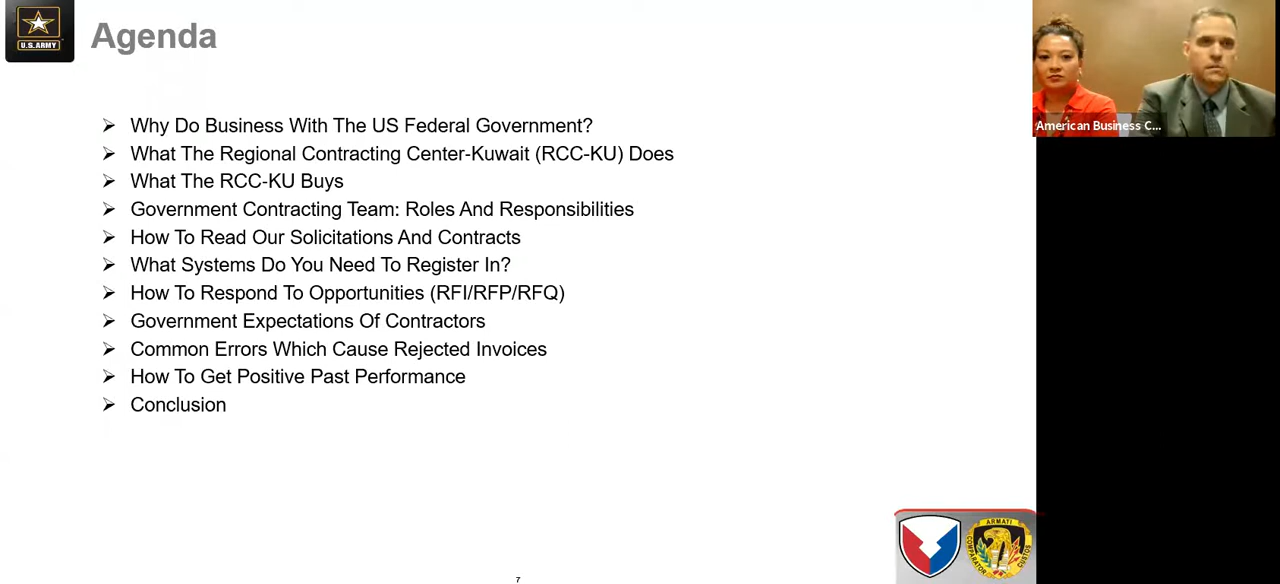 U.S.ARMY
Agenda
American Business C...
➢ Why Do Business With The US Federal Government?
➢ What The Regional Contracting Center-Kuwait (RCC-KU) Does
➢ What The RCC-KU Buys
➢ Government Contracting Team: Roles And Responsibilities
➢ How To Read Our Solicitations And Contracts
➢ What Systems Do You Need To Register In?
➢ How To Respond To Opportunities (RFI/RFP/RFQ)
➢ Government Expectations Of Contractors
➢ Common Errors Which Cause Rejected Invoices
➢ How To Get Positive Past Performance
➢ Conclusion
ARMATI
COMPARATOR
CUSTOS
7